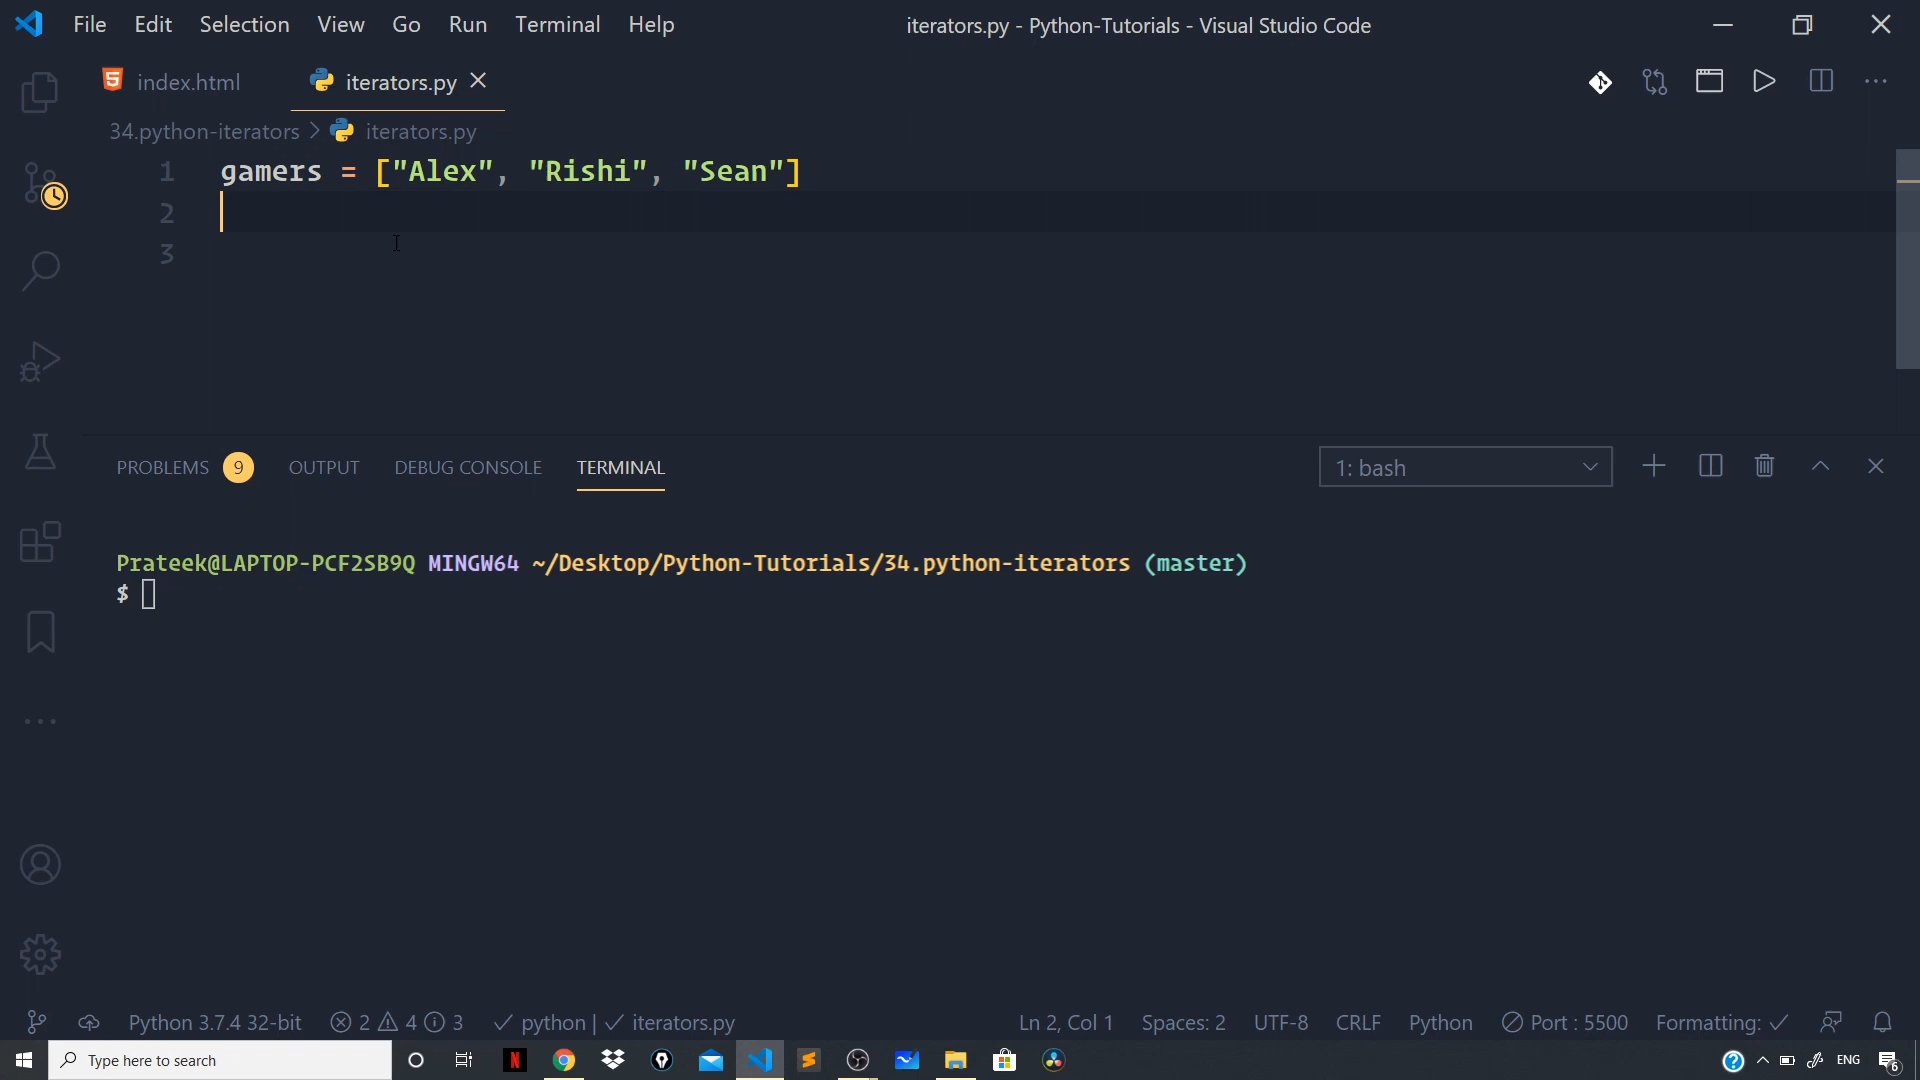 File Edit Selection View Go Run Terminal Help iterators.py - Python-Tutorials - Visual Studio Code
index.html iterators.py
34.python-iterators > iterators.py
1 gamers = ["Alex", "Rishi", "Sean"]
2
3
PROBLEMS 9 OUTPUT DEBUG CONSOLE TERMINAL 1: bash
Prateek@LAPTOP-PCF2SB9Q MINGW64 ~/Desktop/Python-Tutorials/34.python-iterators (master)
$
Python 3.7.4 32-bit 2 4 3 python | iterators.py Ln 2, Col 1 Spaces: 2 UTF-8 CRLF Python Port : 5500 Formatting:
Type here to search ENG 6